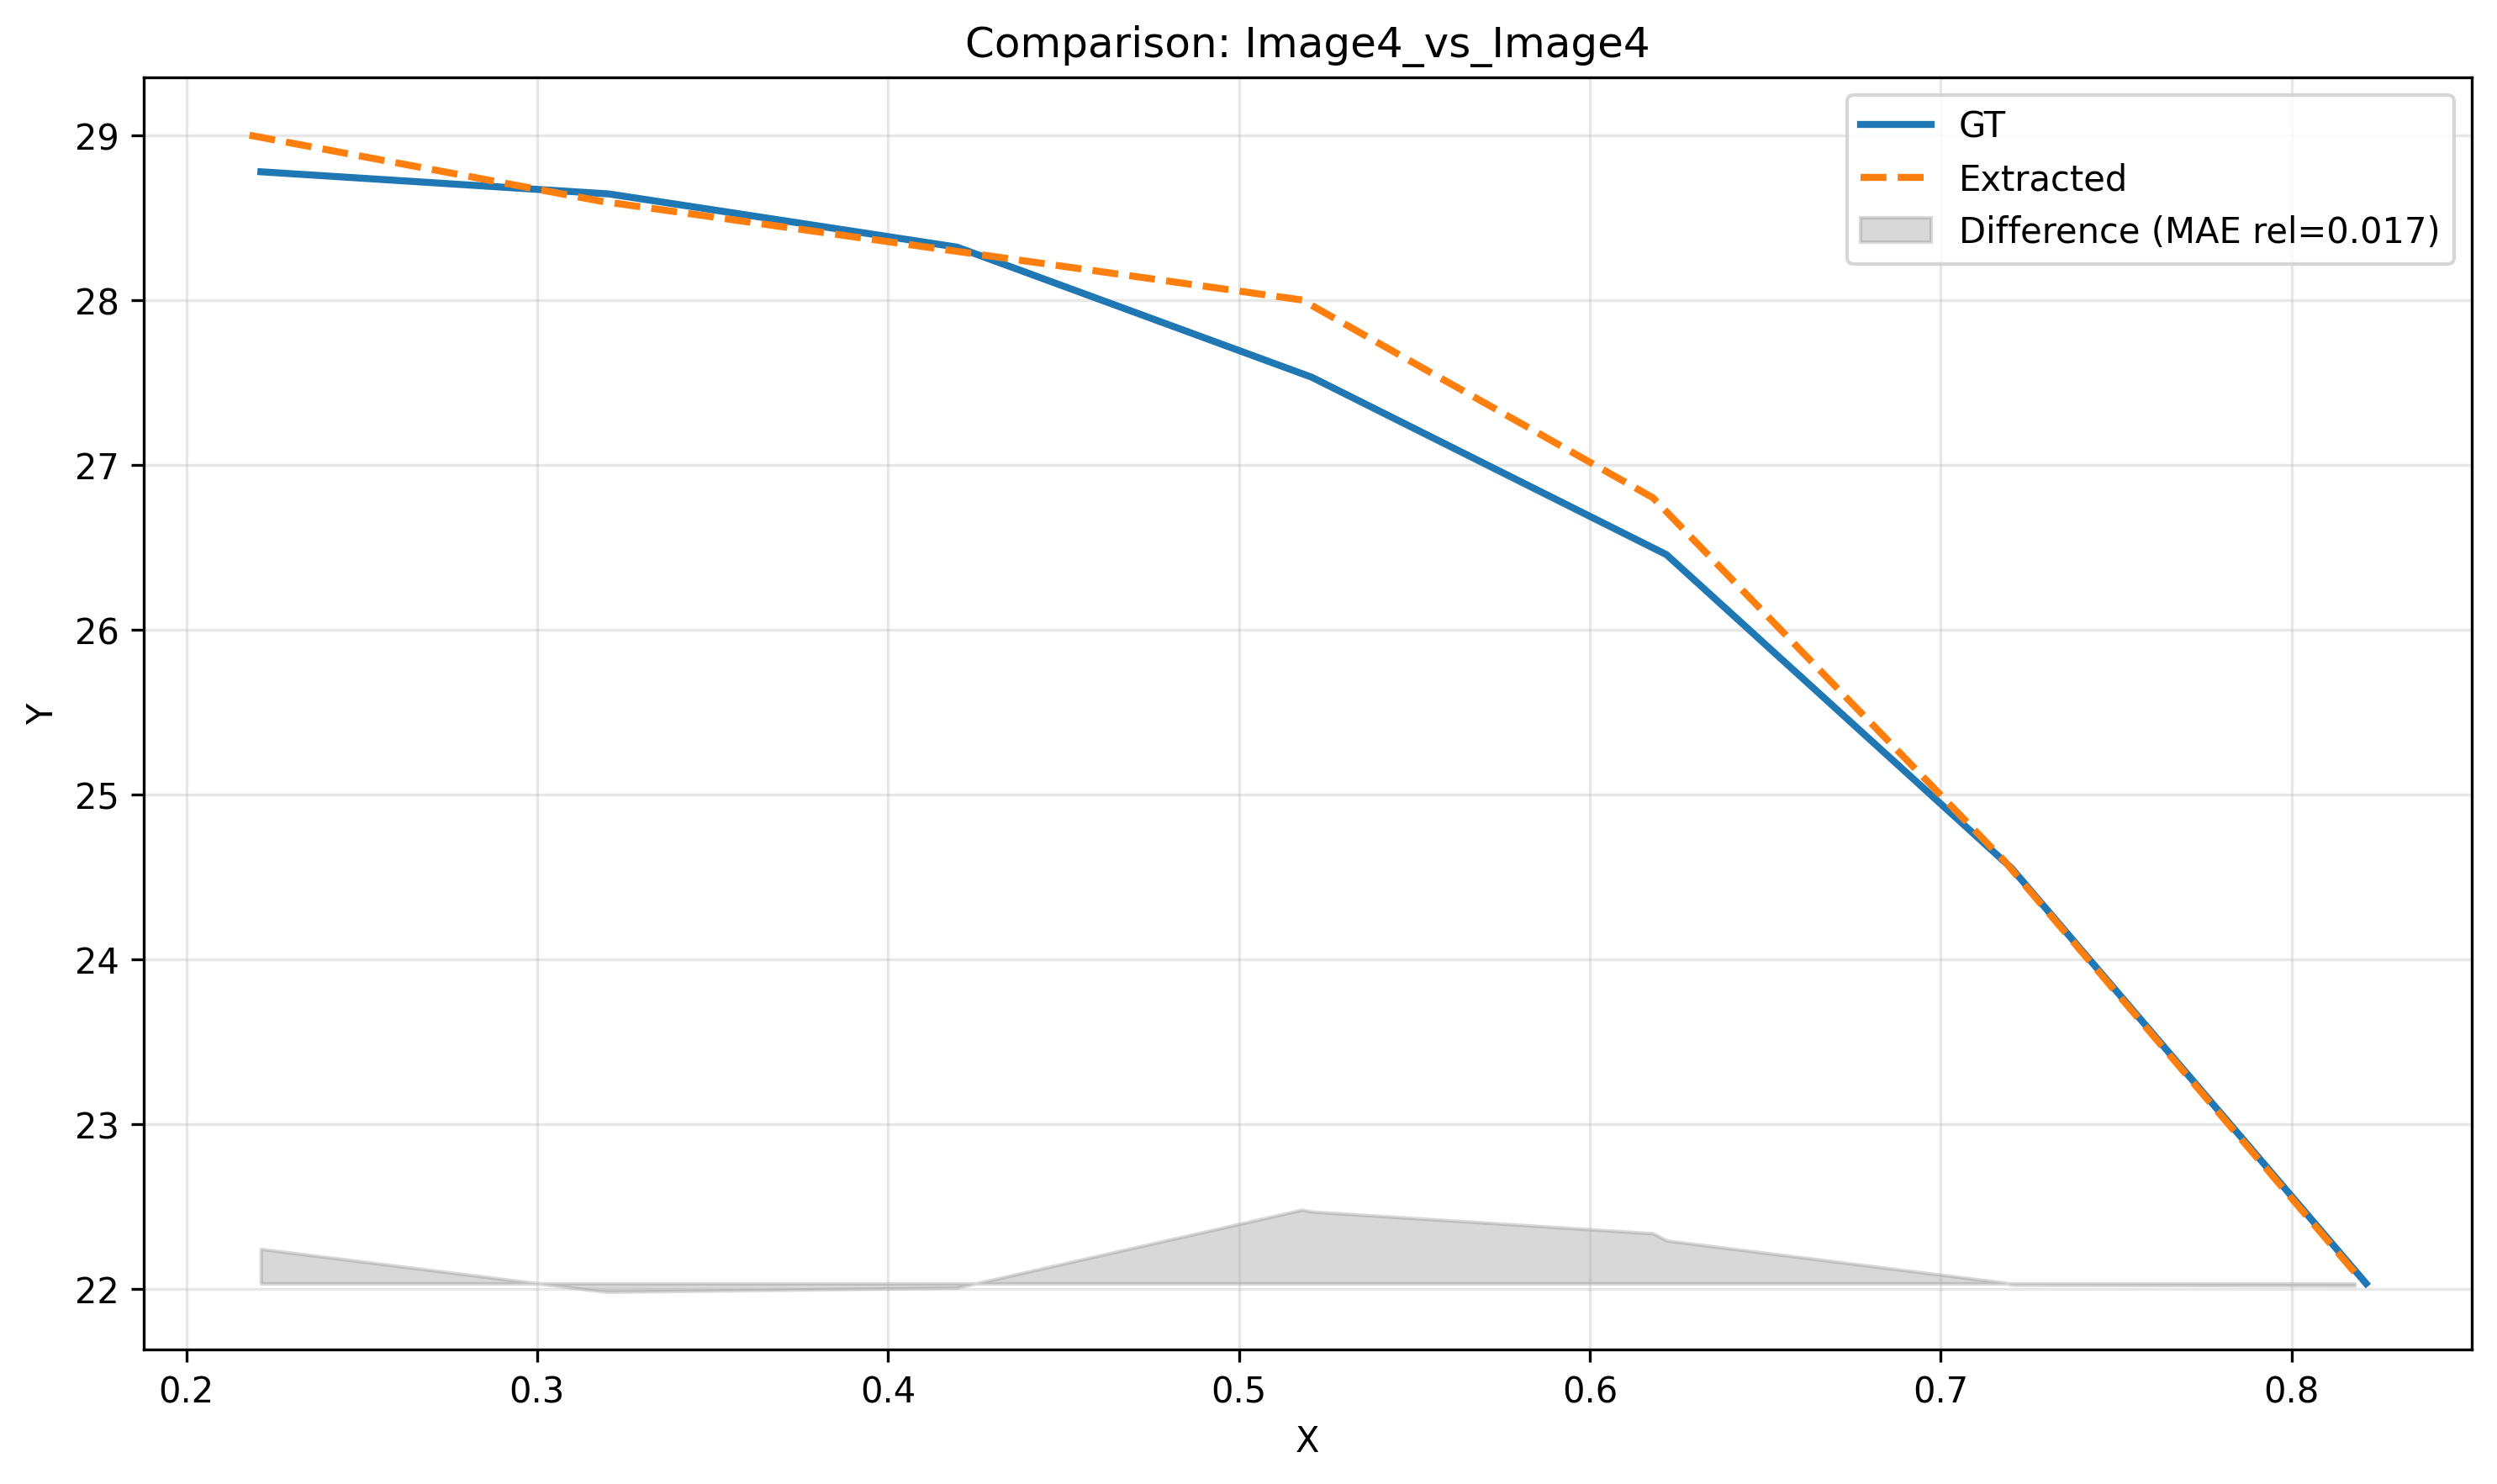 Comparison: Image4_vs_Image4
GT
Extracted
Difference (MAE rel=0.017)
29
28
27
26
25
24
23
22
Y
0.2 0.3 0.4 0.5 0.6 0.7 0.8
X